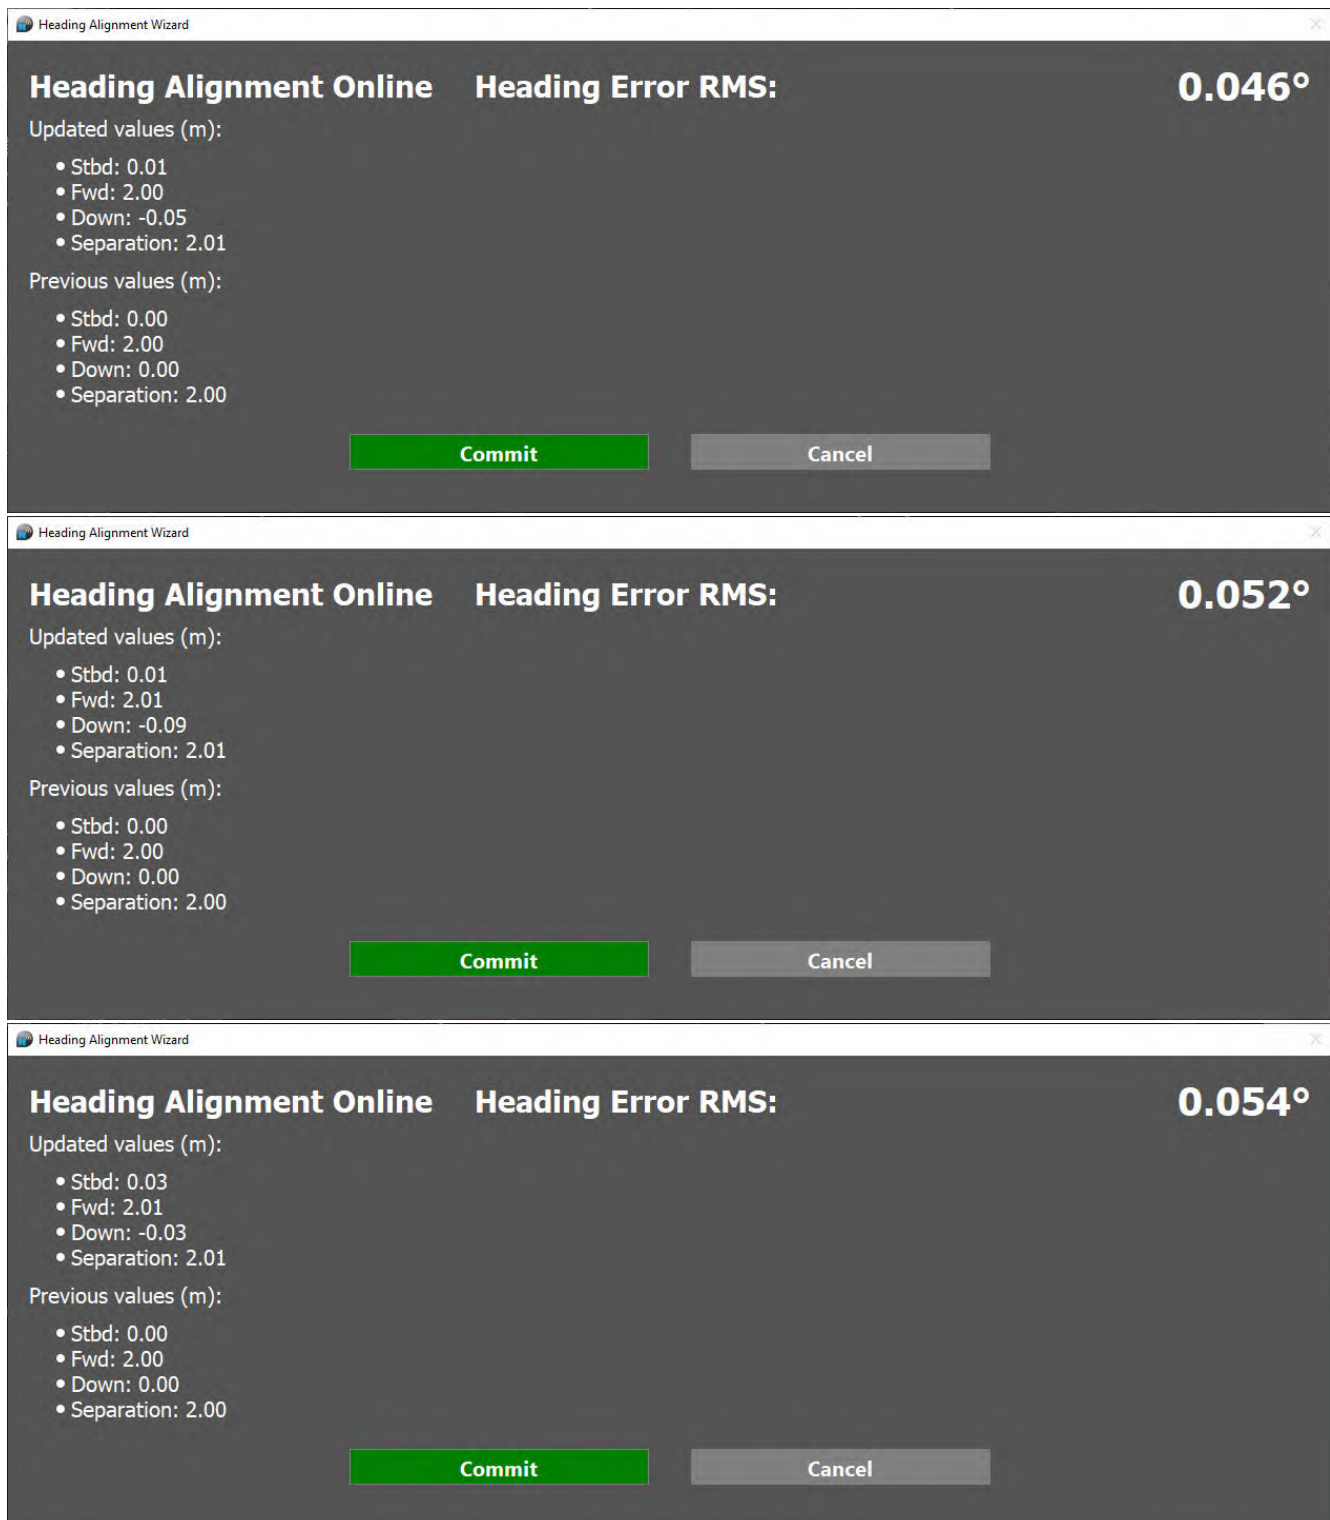 Heading Alignment Wizard
Heading Alignment Online Heading Error RMS: 0.046°
Updated values (m):
• Stbd: 0.01
• Fwd: 2.00
• Down: -0.05
• Separation: 2.01
Previous values (m):
• Stbd: 0.00
• Fwd: 2.00
• Down: 0.00
• Separation: 2.00
Commit Cancel
Heading Alignment Wizard
Heading Alignment Online Heading Error RMS: 0.052°
Updated values (m):
• Stbd: 0.01
• Fwd: 2.01
• Down: -0.09
• Separation: 2.01
Previous values (m):
• Stbd: 0.00
• Fwd: 2.00
• Down: 0.00
• Separation: 2.00
Commit Cancel
Heading Alignment Wizard
Heading Alignment Online Heading Error RMS: 0.054°
Updated values (m):
• Stbd: 0.03
• Fwd: 2.01
• Down: -0.03
• Separation: 2.01
Previous values (m):
• Stbd: 0.00
• Fwd: 2.00
• Down: 0.00
• Separation: 2.00
Commit Cancel